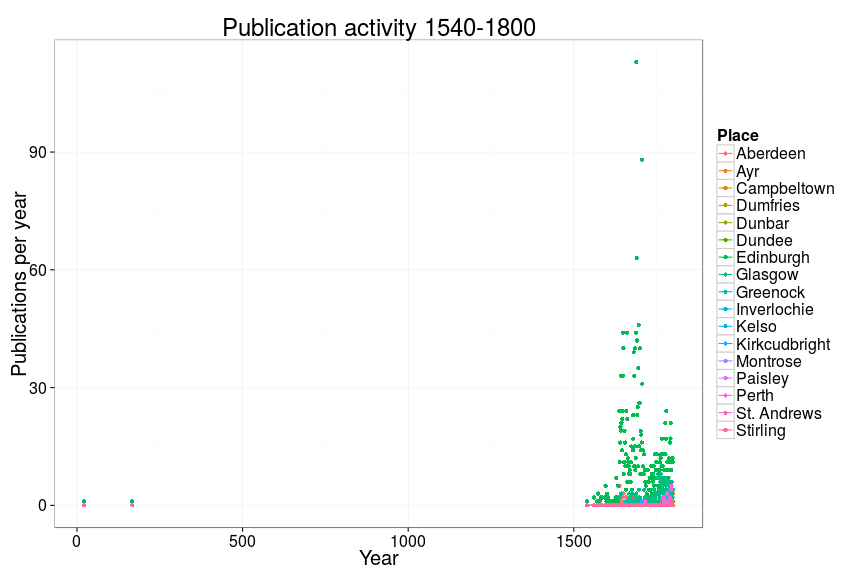 Publication activity 1540-1800
Publications per year
90
60
30
0
0
500
1000
1500
Year
Place
Aberdeen
Ayr
Campbeltown
Dumfries
Dunbar
Dundee
Edinburgh
Glasgow
Greenock
Inverlochie
Kelso
Kirkcudbright
Montrose
Paisley
Perth
St. Andrews
Stirling